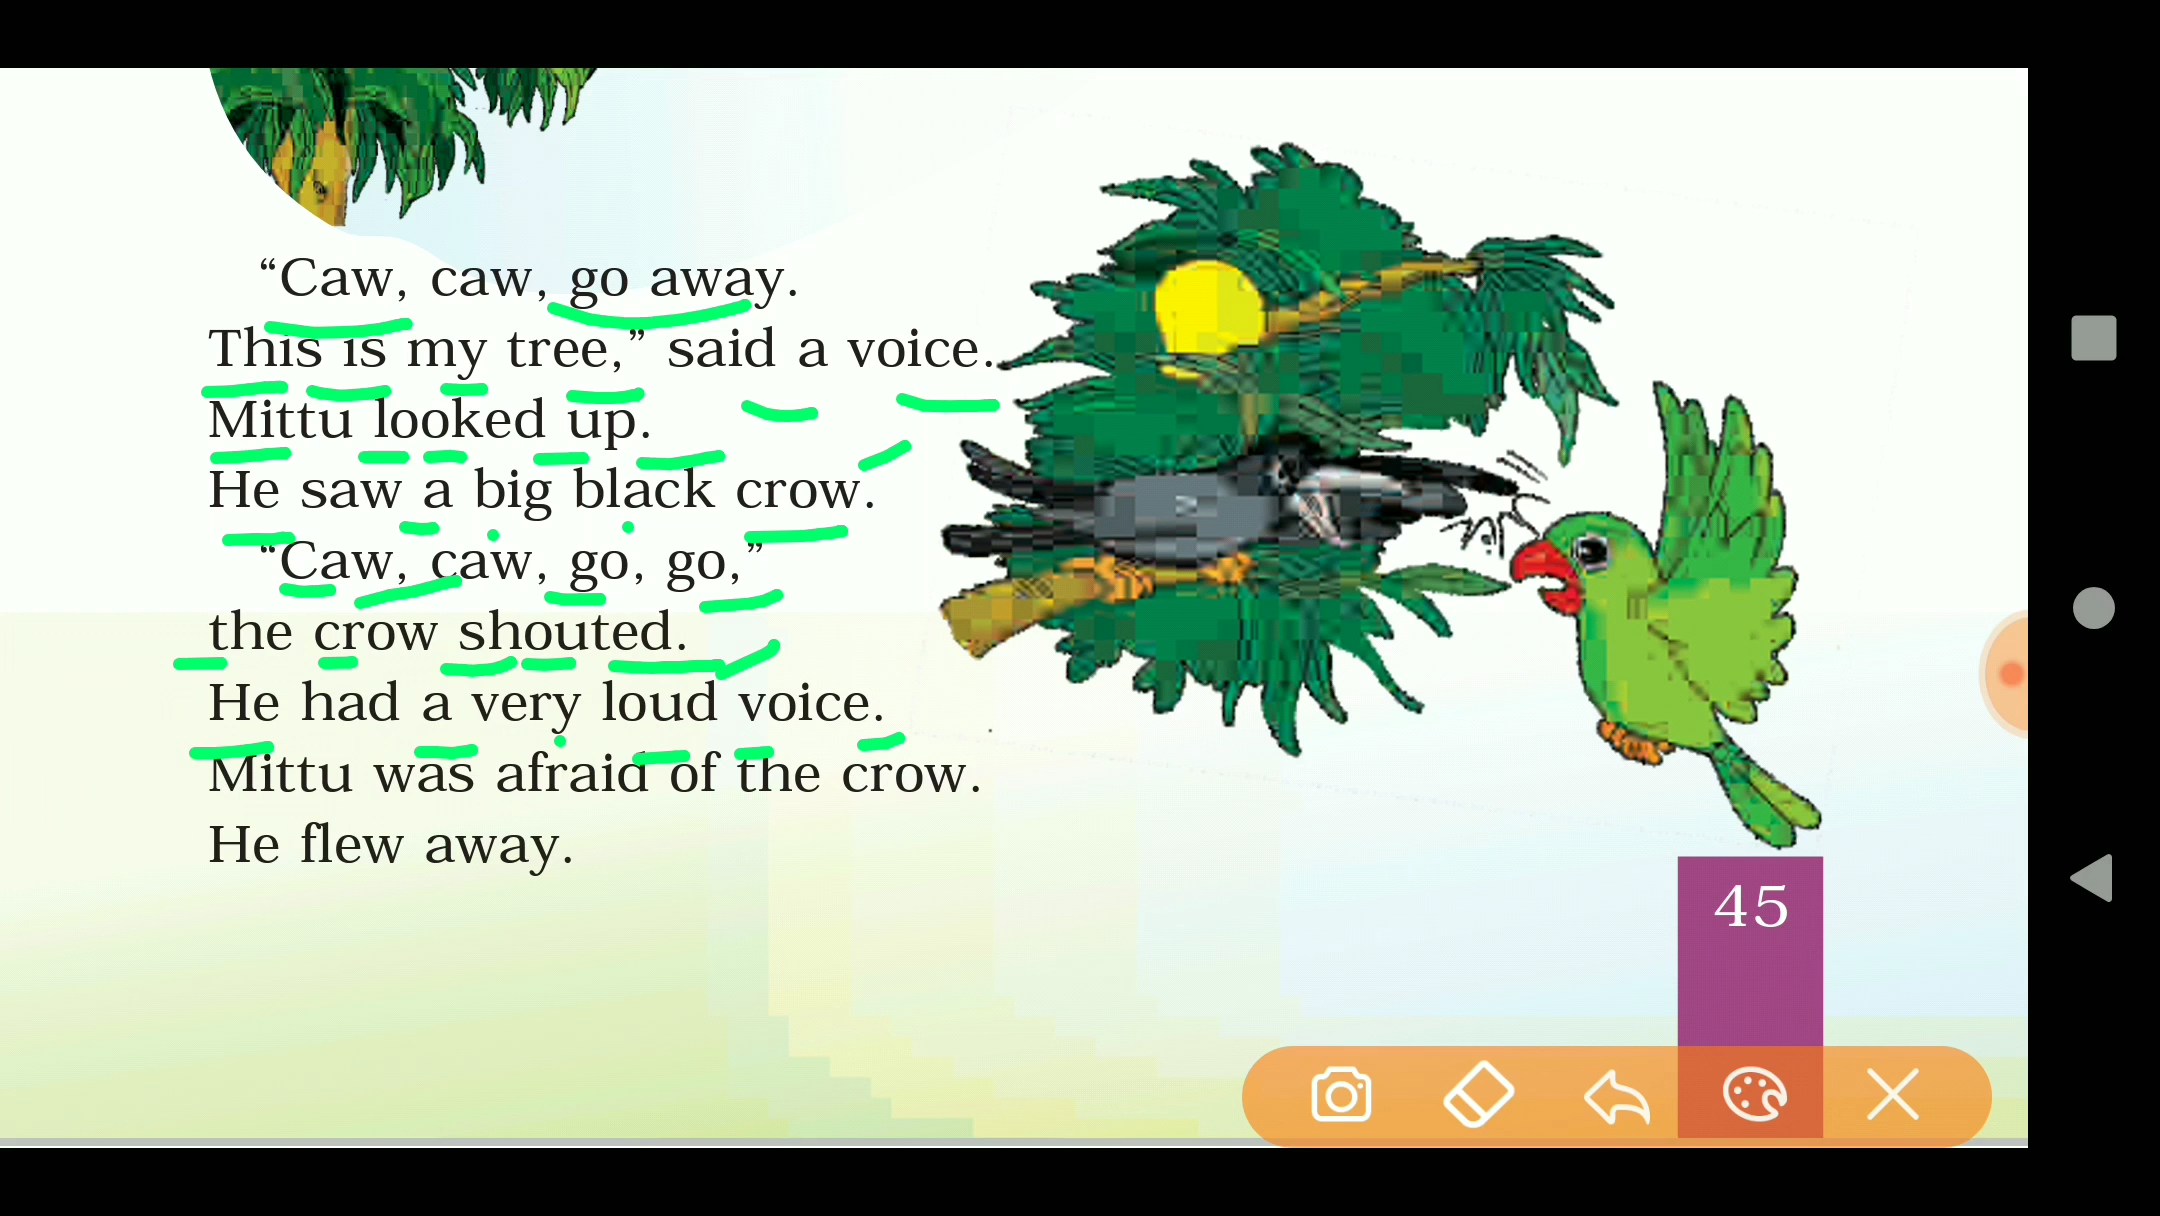 “Caw, caw, go away.
This is my tree,” said a voice.
Mittu looked up.
He saw a big black crow.
“Caw, caw, go, go,”
the crow shouted.
He had a very loud voice.
Mittu was afraid of the crow.
He flew away.
45